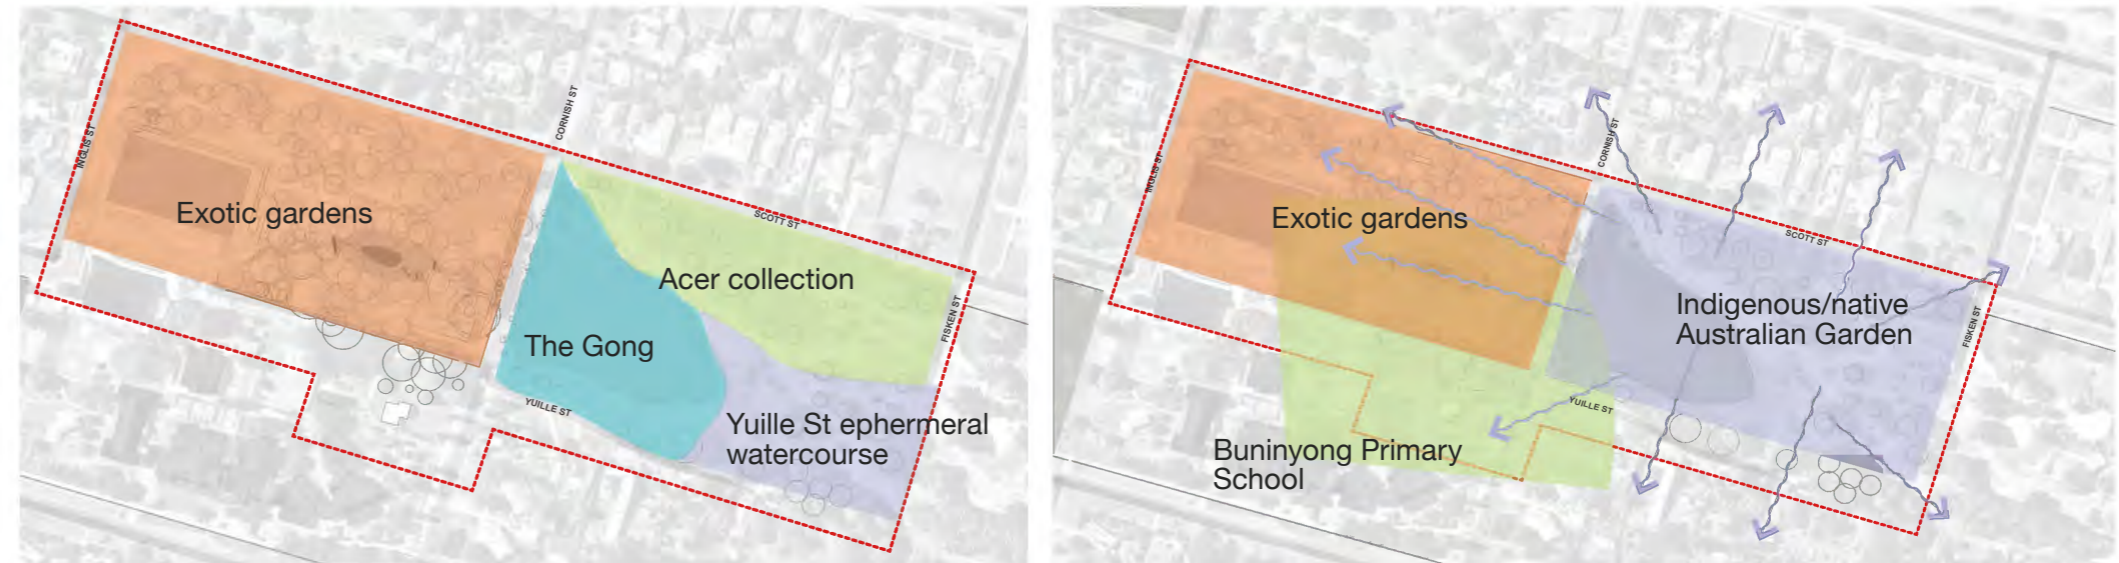 CORNISH ST
INGLIS ST
Exotic gardens
SCOTT ST
Acer collection
FISKEN ST
The Gong
YUILLE ST
Yuille St ephermeral
watercourse
CORNISH ST
INGLIS ST
Exotic gardens
SCOTT ST
Indigenous/native
Australian Garden
FISKEN ST
YUILLE ST
Buninyong Primary
School